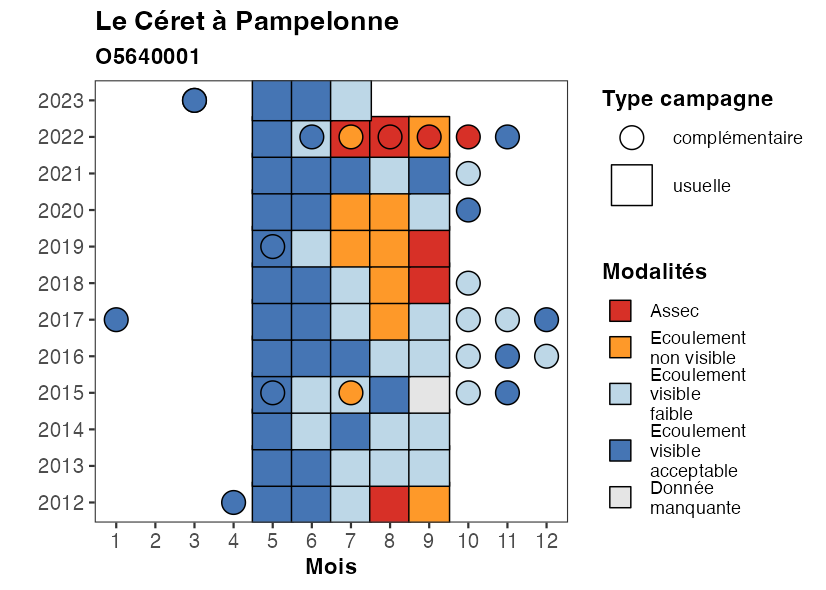 Le Céret à Pampelonne
O5640001
2023
2022
2021
2020
2019
2018
2017
2016
2015
2014
2013
2012
1 2 3 4 5 6 7 8 9 10 11 12
Mois
Type campagne
complémentaire
usuelle
Modalités
Assec
Ecoulement
non visible
Ecoulement
visible
faible
Ecoulement
visible
acceptable
Donnée
manquante